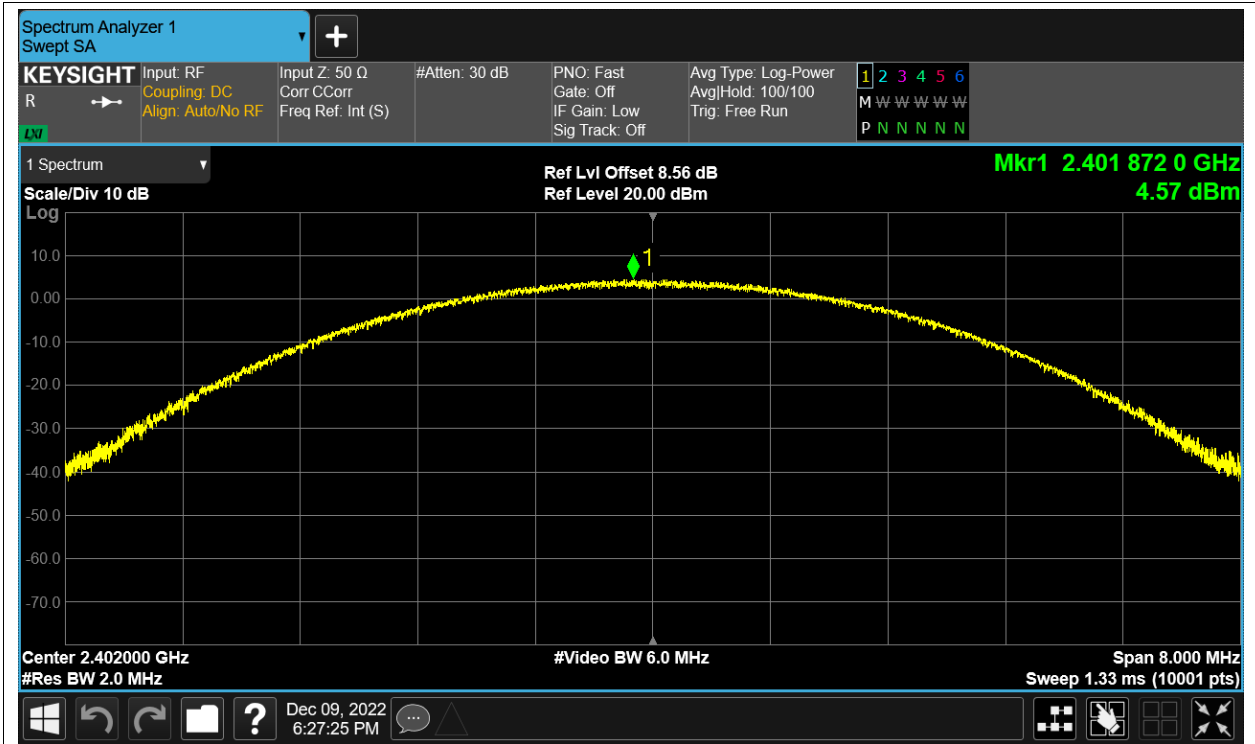 Spectrum Analyzer 1
Swept SA
+
KEYSIGHT
R
LXI
Input: RF
Coupling: DC
Align: Auto/No RF
Input Z: 50 Ω
Corr CCorr
Freq Ref: Int (S)
#Atten: 30 dB
PNO: Fast
Gate: Off
IF Gain: Low
Sig Track: Off
Avg Type: Log-Power
Avg|Hold: 100/100
Trig: Free Run
1 2 3 4 5 6
M W W W W W
P N N N N N
1 Spectrum
Scale/Div 10 dB
Log
Ref Lvl Offset 8.56 dB
Ref Level 20.00 dBm
Mkr1 2.401 872 0 GHz
4.57 dBm
1
10.0
0.00
-10.0
-20.0
-30.0
-40.0
-50.0
-60.0
-70.0
Center 2.402000 GHz
#Res BW 2.0 MHz
#Video BW 6.0 MHz
Span 8.000 MHz
Sweep 1.33 ms (10001 pts)
?
Dec 09, 2022
6:27:25 PM